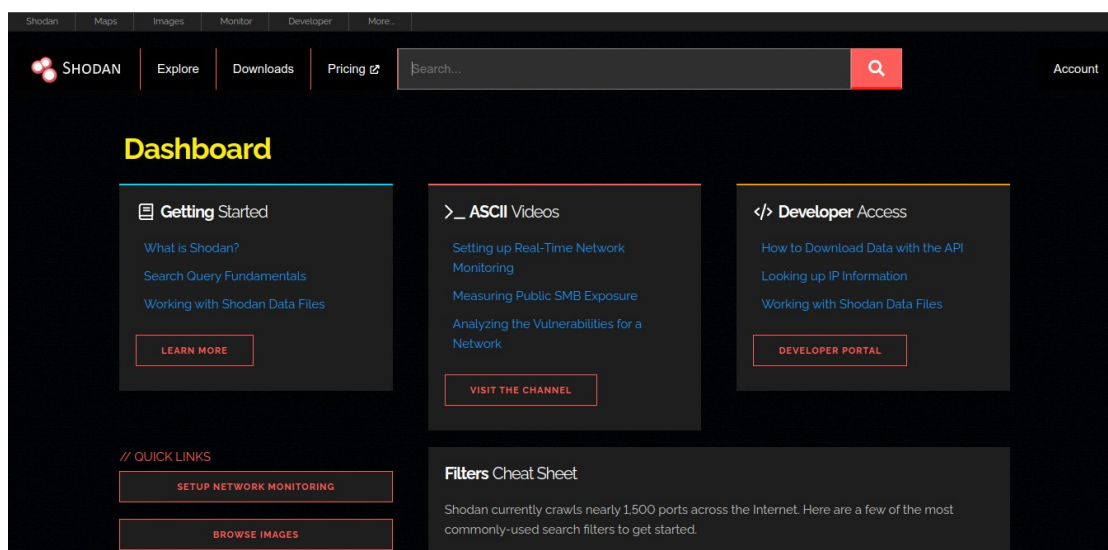 Shodan Maps Images Monitor Developer More...
SHODAN Explore Downloads Pricing Search... Account
Dashboard
Getting Started
What is Shodan?
Search Query Fundamentals
Working with Shodan Data Files
LEARN MORE
>_ ASCII Videos
Setting up Real-Time Network
Monitoring
Measuring Public SMB Exposure
Analyzing the Vulnerabilities for a
Network
VISIT THE CHANNEL
</> Developer Access
How to Download Data with the API
Looking up IP Information
Working with Shodan Data Files
DEVELOPER PORTAL
// QUICK LINKS
SETUP NETWORK MONITORING
BROWSE IMAGES
Filters Cheat Sheet
Shodan currently crawls nearly 1,500 ports across the Internet. Here are a few of the most
commonly-used search filters to get started.